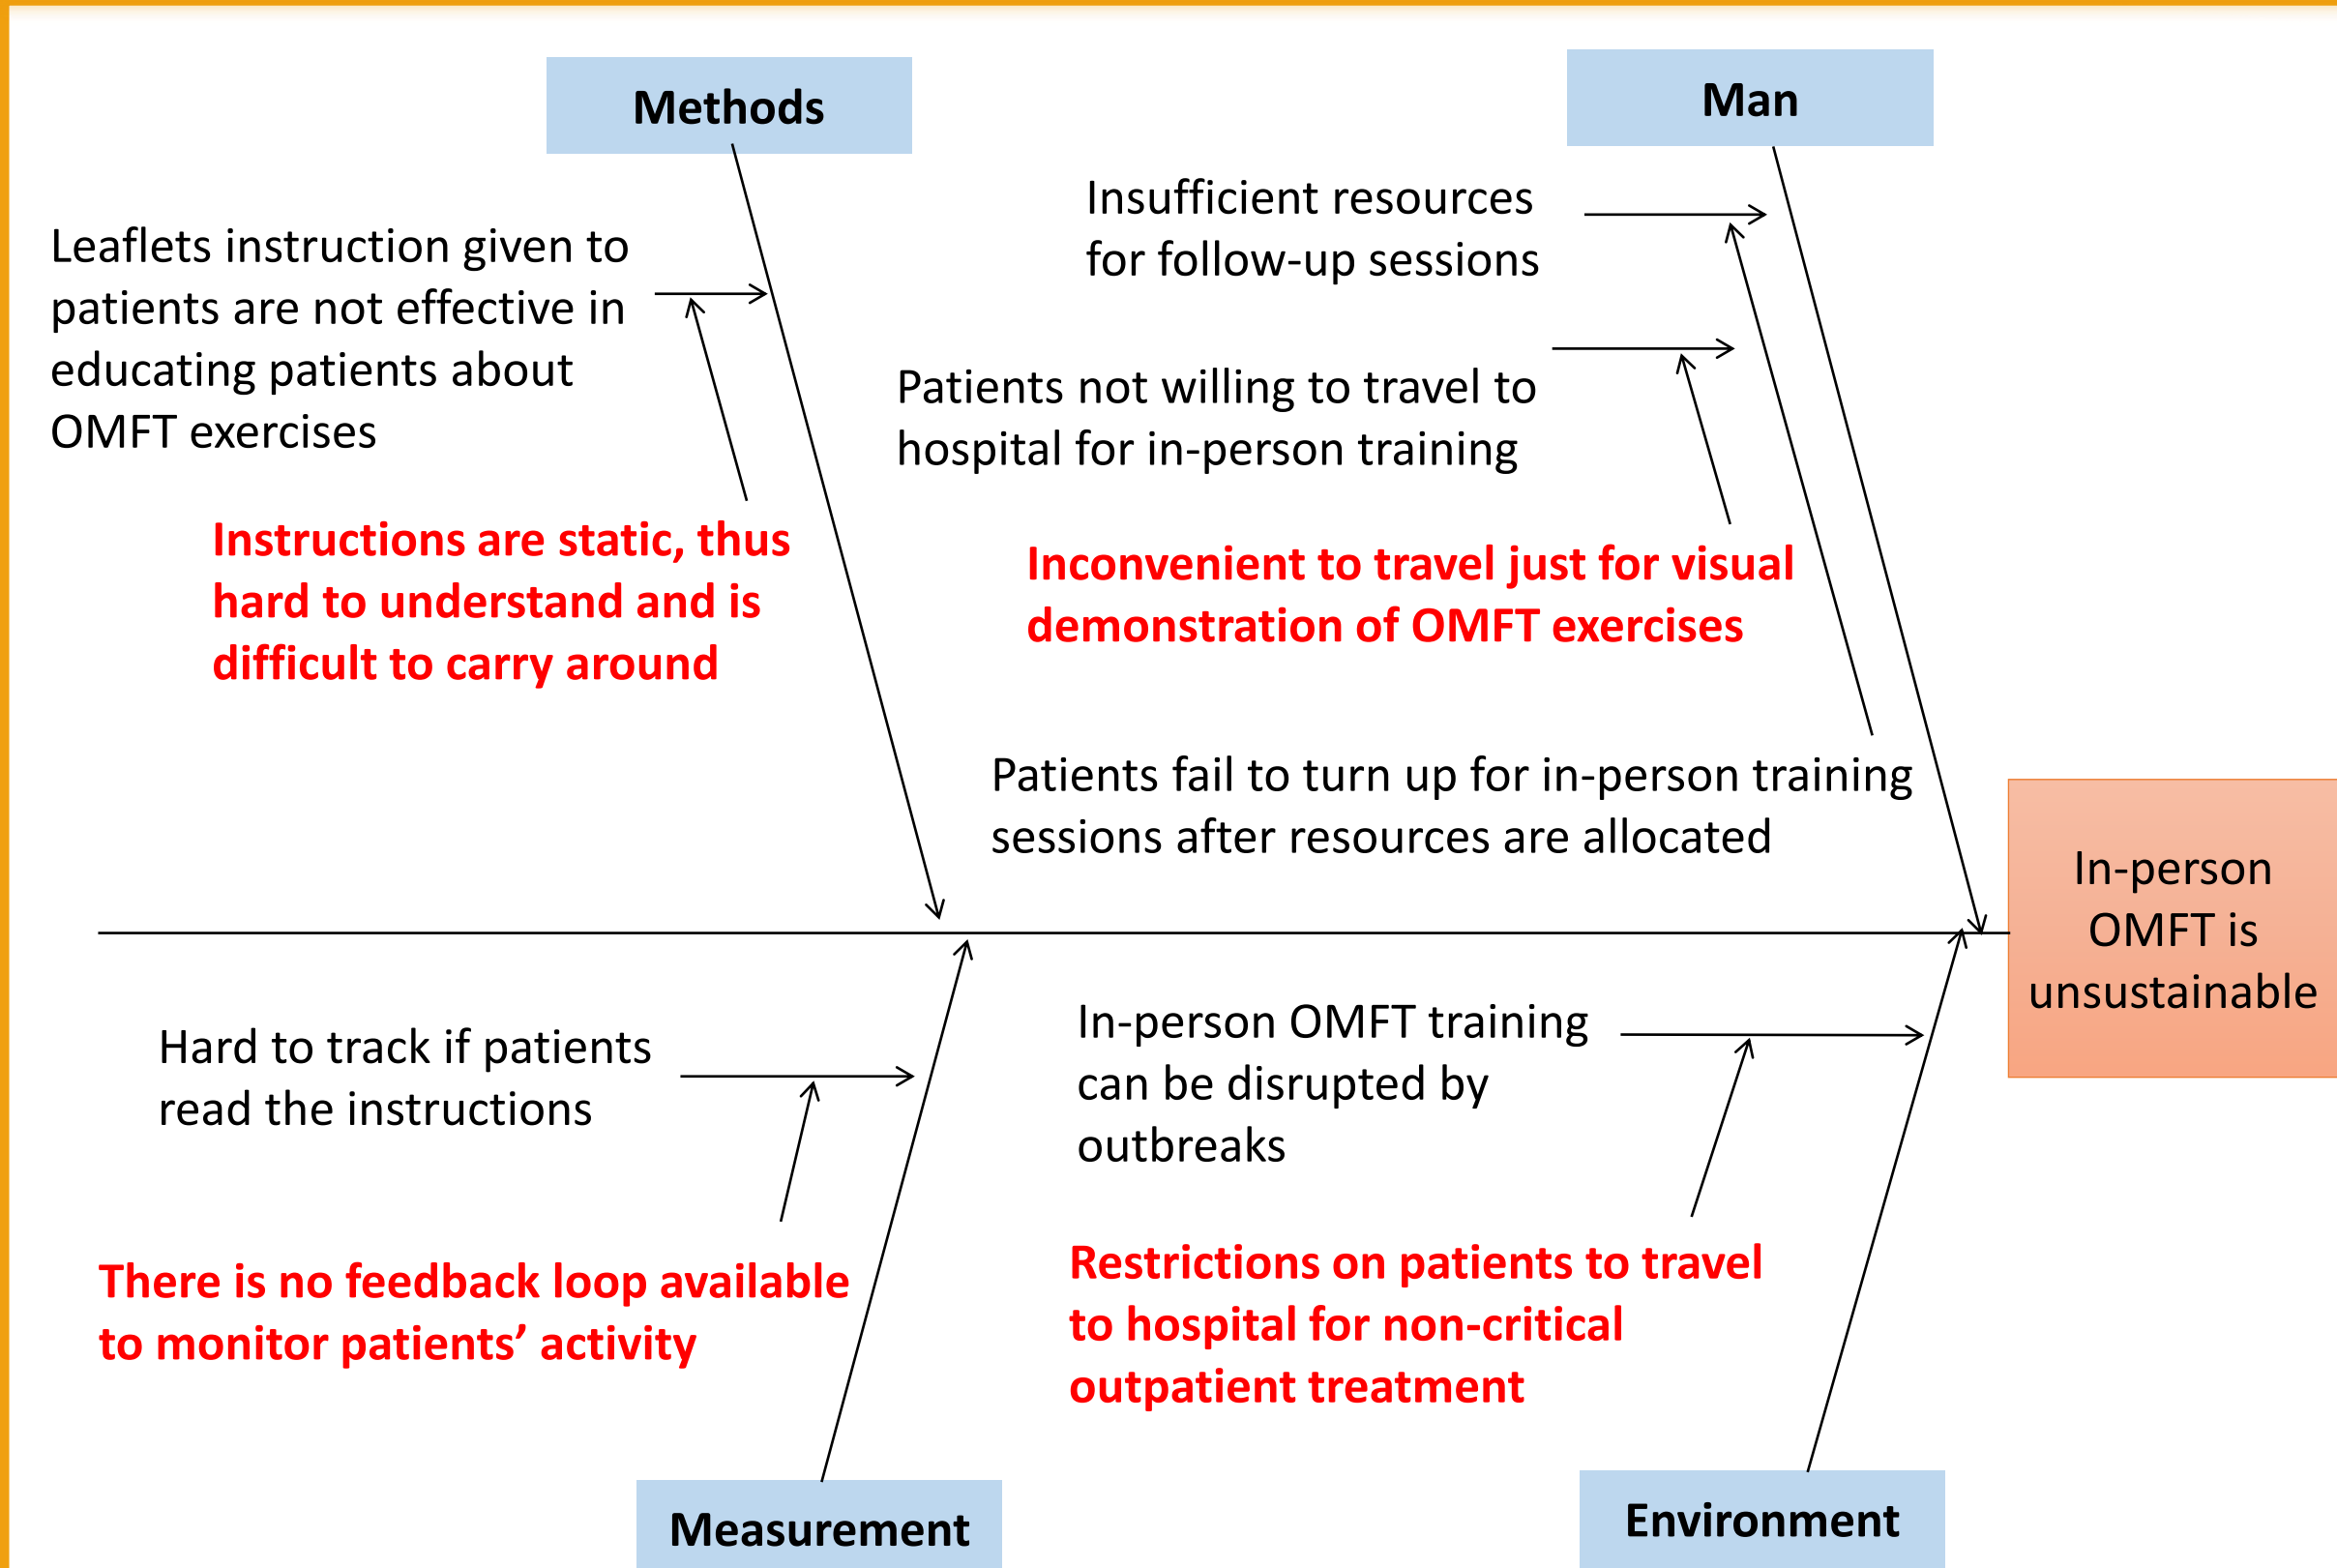 Methods
Man
Leaflets instruction given to
patients are not effective in
educating patients about
OMFT exercises
Instructions are static, thus
hard to understand and is
difficult to carry around
Insufficient resources
for follow-up sessions
Patients not willing to travel to
hospital for in-person training
Inconvenient to travel just for visual
demonstration of OMFT exercises
Patients fail to turn up for in-person training
sessions after resources are allocated
In-person
OMFT is
unsustainable
Hard to track if patients
read the instructions
There is no feedback loop available
to monitor patients’ activity
In-person OMFT training
can be disrupted by
outbreaks
Restrictions on patients to travel
to hospital for non-critical
outpatient treatment
Measurement
Environment